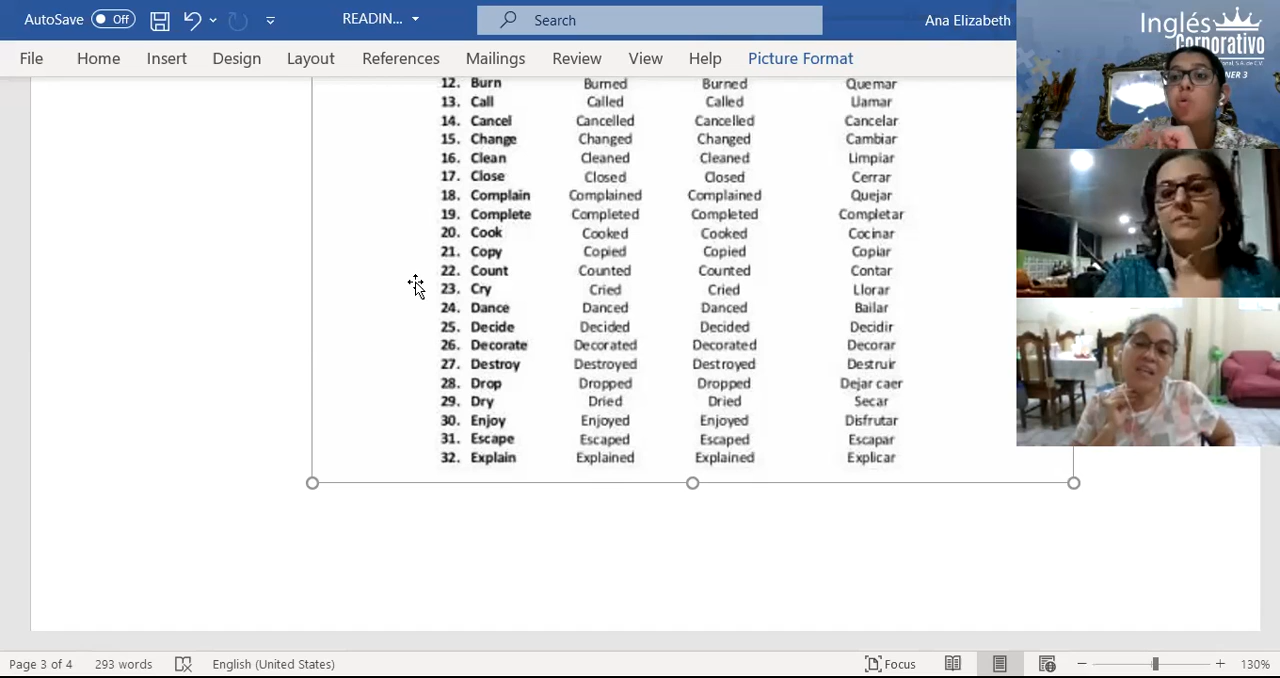 AutoSave Off READIN... Search Ana Elizabeth
File Home Insert Design Layout References Mailings Review View Help Picture Format
Inglés
Corporativo
NER 3
12. Burn Burned Burned Quemar
13. Call Called Called Llamar
14. Cancel Cancelled Cancelled Cancelar
15. Change Changed Changed Cambiar
16. Clean Cleaned Cleaned Limpiar
17. Close Closed Closed Cerrar
18. Complain Complained Complained Quejar
19. Complete Completed Completed Completar
20. Cook Cooked Cooked Cocinar
21. Copy Copied Copied Copiar
22. Count Counted Counted Contar
23. Cry Cried Cried Llorar
24. Dance Danced Danced Bailar
25. Decide Decided Decided Decidir
26. Decorate Decorated Decorated Decorar
27. Destroy Destroyed Destroyed Destruir
28. Drop Dropped Dropped Dejar caer
29. Dry Dried Dried Secar
30. Enjoy Enjoyed Enjoyed Disfrutar
31. Escape Escaped Escaped Escapar
32. Explain Explained Explained Explicar
Page 3 of 4 293 words English (United States) Focus 130%